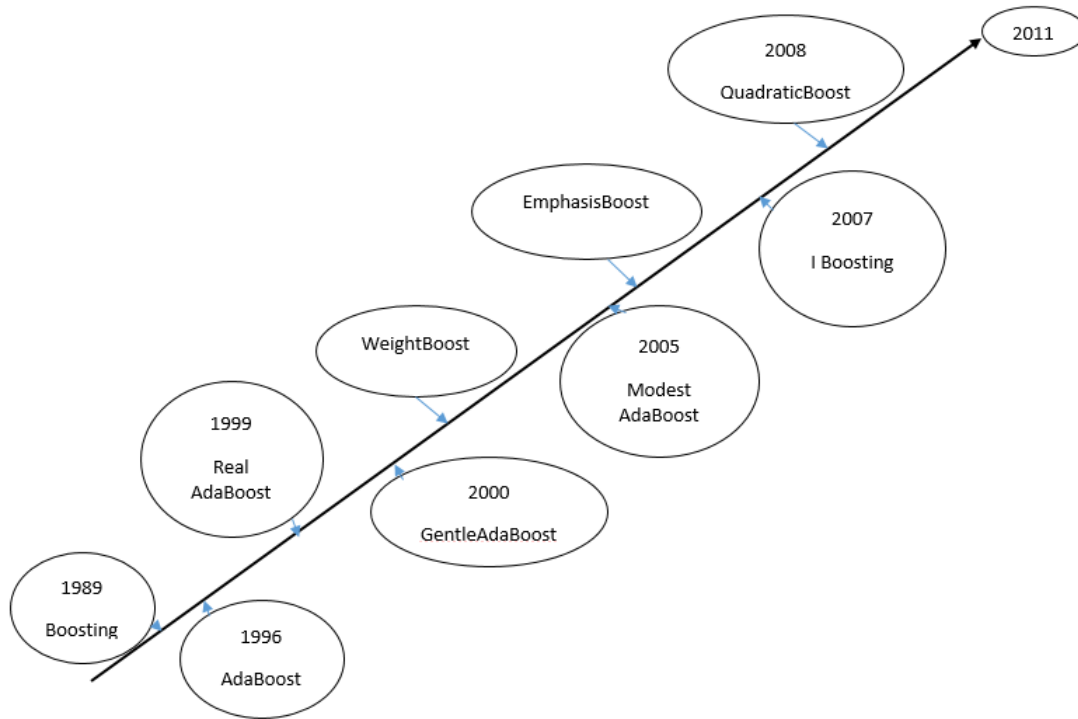 2011
2008
QuadraticBoost
EmphasisBoost
2007
I Boosting
WeightBoost
2005
Modest
AdaBoost
1999
Real
AdaBoost
2000
GentleAdaBoost
1989
Boosting
1996
AdaBoost